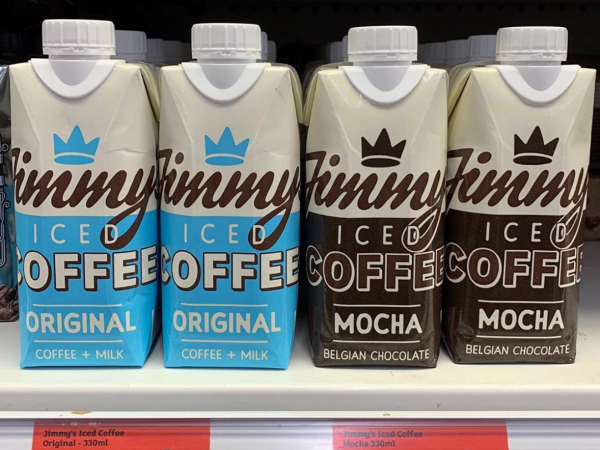 Jimmy's
ICED
COFFEE
ORIGINAL
COFFEE + MILK
Jimmy's
ICED
COFFEE
ORIGINAL
COFFEE + MILK
Jimmy's
ICED
COFFEE
MOCHA
BELGIAN CHOCOLATE
Jimmy's
ICED
COFFEE
MOCHA
BELGIAN CHOCOLATE
Jimmy's Iced Coffee
Original - 330ml
Jimmy's Iced Coffee
Mocha 330ml